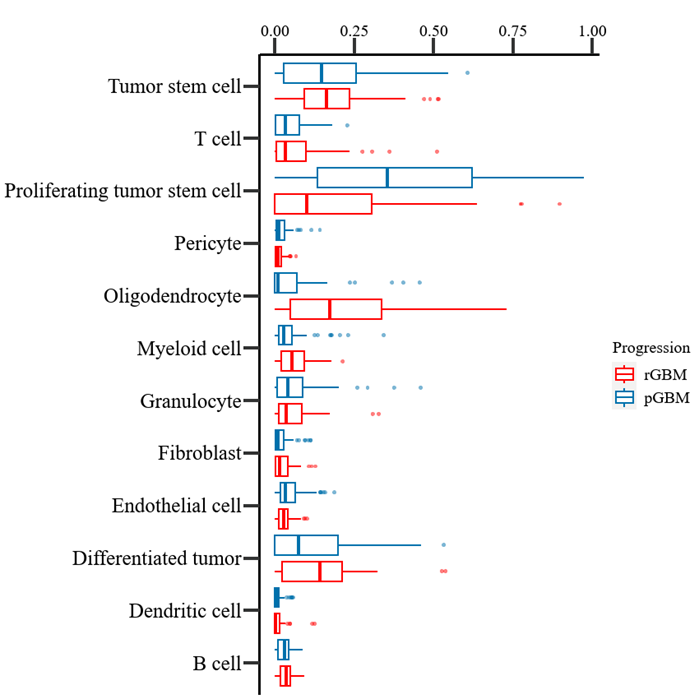 0.00 0.25 0.50 0.75 1.00
Tumor stem cell
T cell
Proliferating tumor stem cell
Pericyte
Oligodendrocyte
Myeloid cell
Granulocyte
Fibroblast
Endothelial cell
Differentiated tumor
Dendritic cell
B cell
Progression
rGBM
pGBM